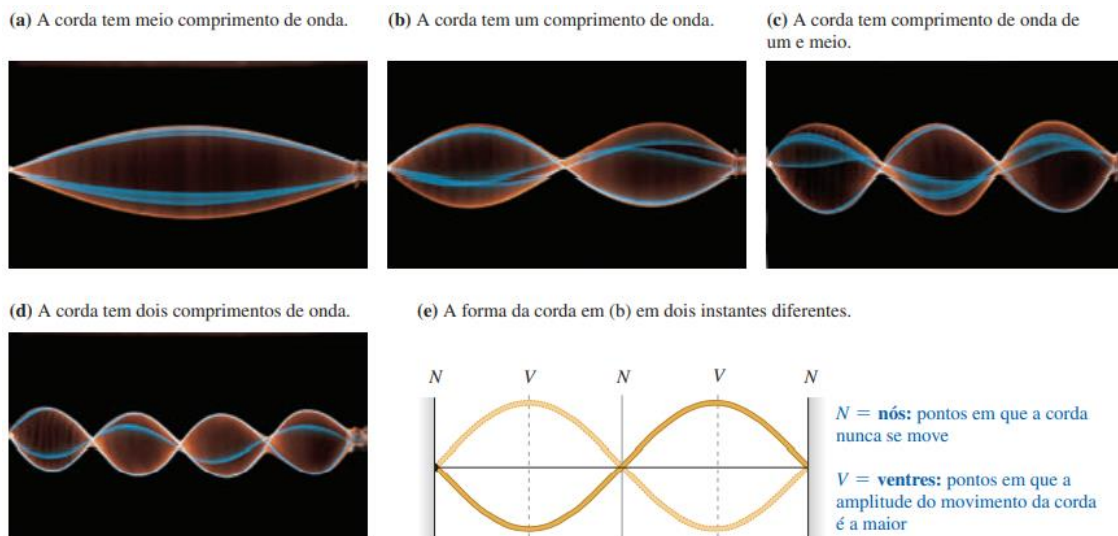 (a) A corda tem meio comprimento de onda.
(b) A corda tem um comprimento de onda.
(c) A corda tem comprimento de onda de
um e meio.
(d) A corda tem dois comprimentos de onda.
(e) A forma da corda em (b) em dois instantes diferentes.
N V N V N
N = nós: pontos em que a corda
nunca se move
V = ventres: pontos em que a
amplitude do movimento da corda
é a maior